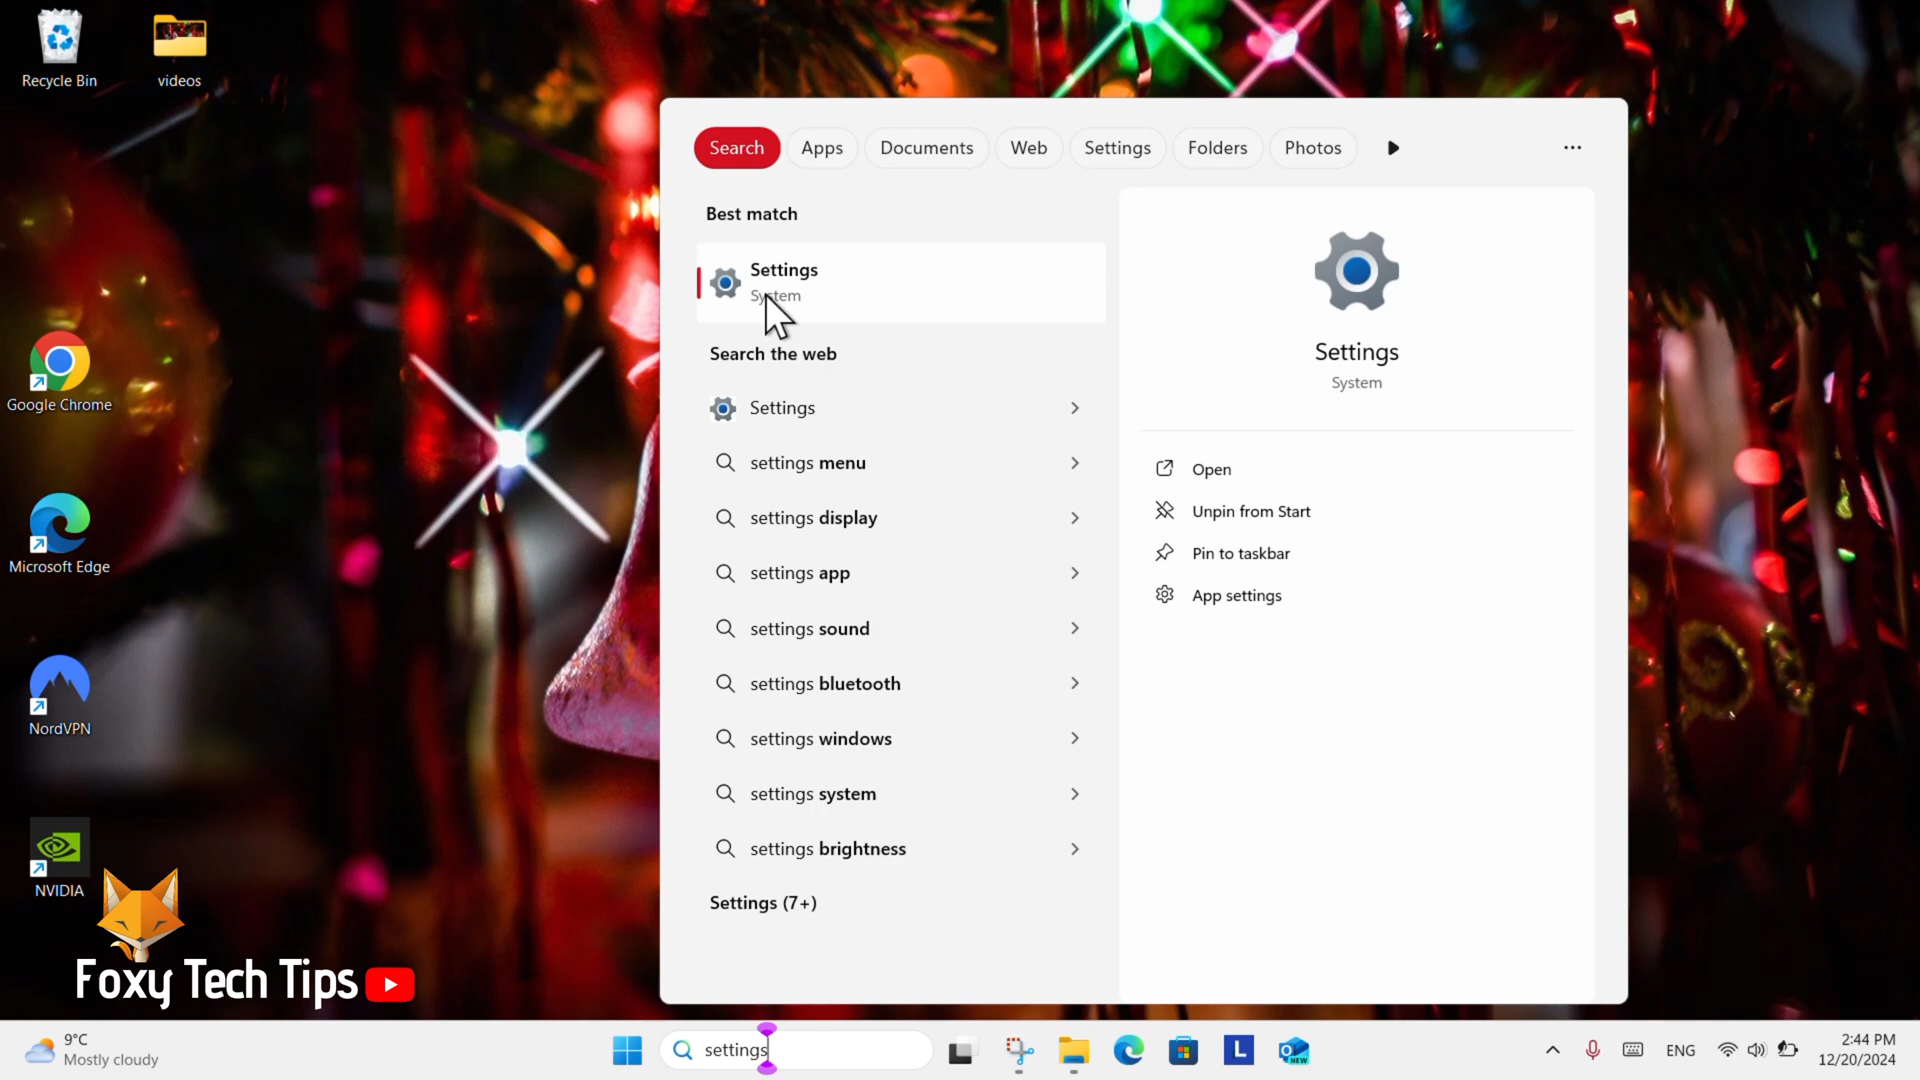 Recycle Bin
videos
Google Chrome
Microsoft Edge
NordVPN
NVIDIA
Foxy Tech Tips
Search
Apps
Documents
Web
Settings
Folders
Photos
Best match
Settings
System
Search the web
Settings
settings menu
settings display
settings app
settings sound
settings bluetooth
settings windows
settings system
settings brightness
Settings (7+)
Settings
System
Open
Unpin from Start
Pin to taskbar
App settings
9°C
Mostly cloudy
settings
L
NEW
ENG
2:44 PM
12/20/2024